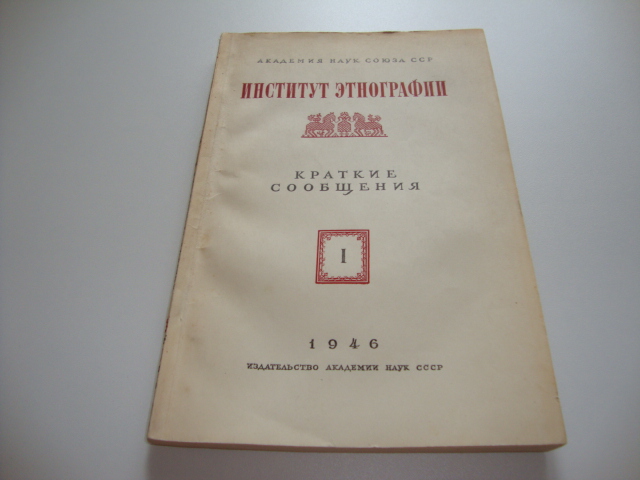 АКАДЕМИЯ НАУК СОЮЗА ССР
ИНСТИТУТ ЭТНОГРАФИИ
КРАТКИЕ
СООБЩЕНИЯ
I
1946
ИЗДАТЕЛЬСТВО АКАДЕМИИ НАУК СССР